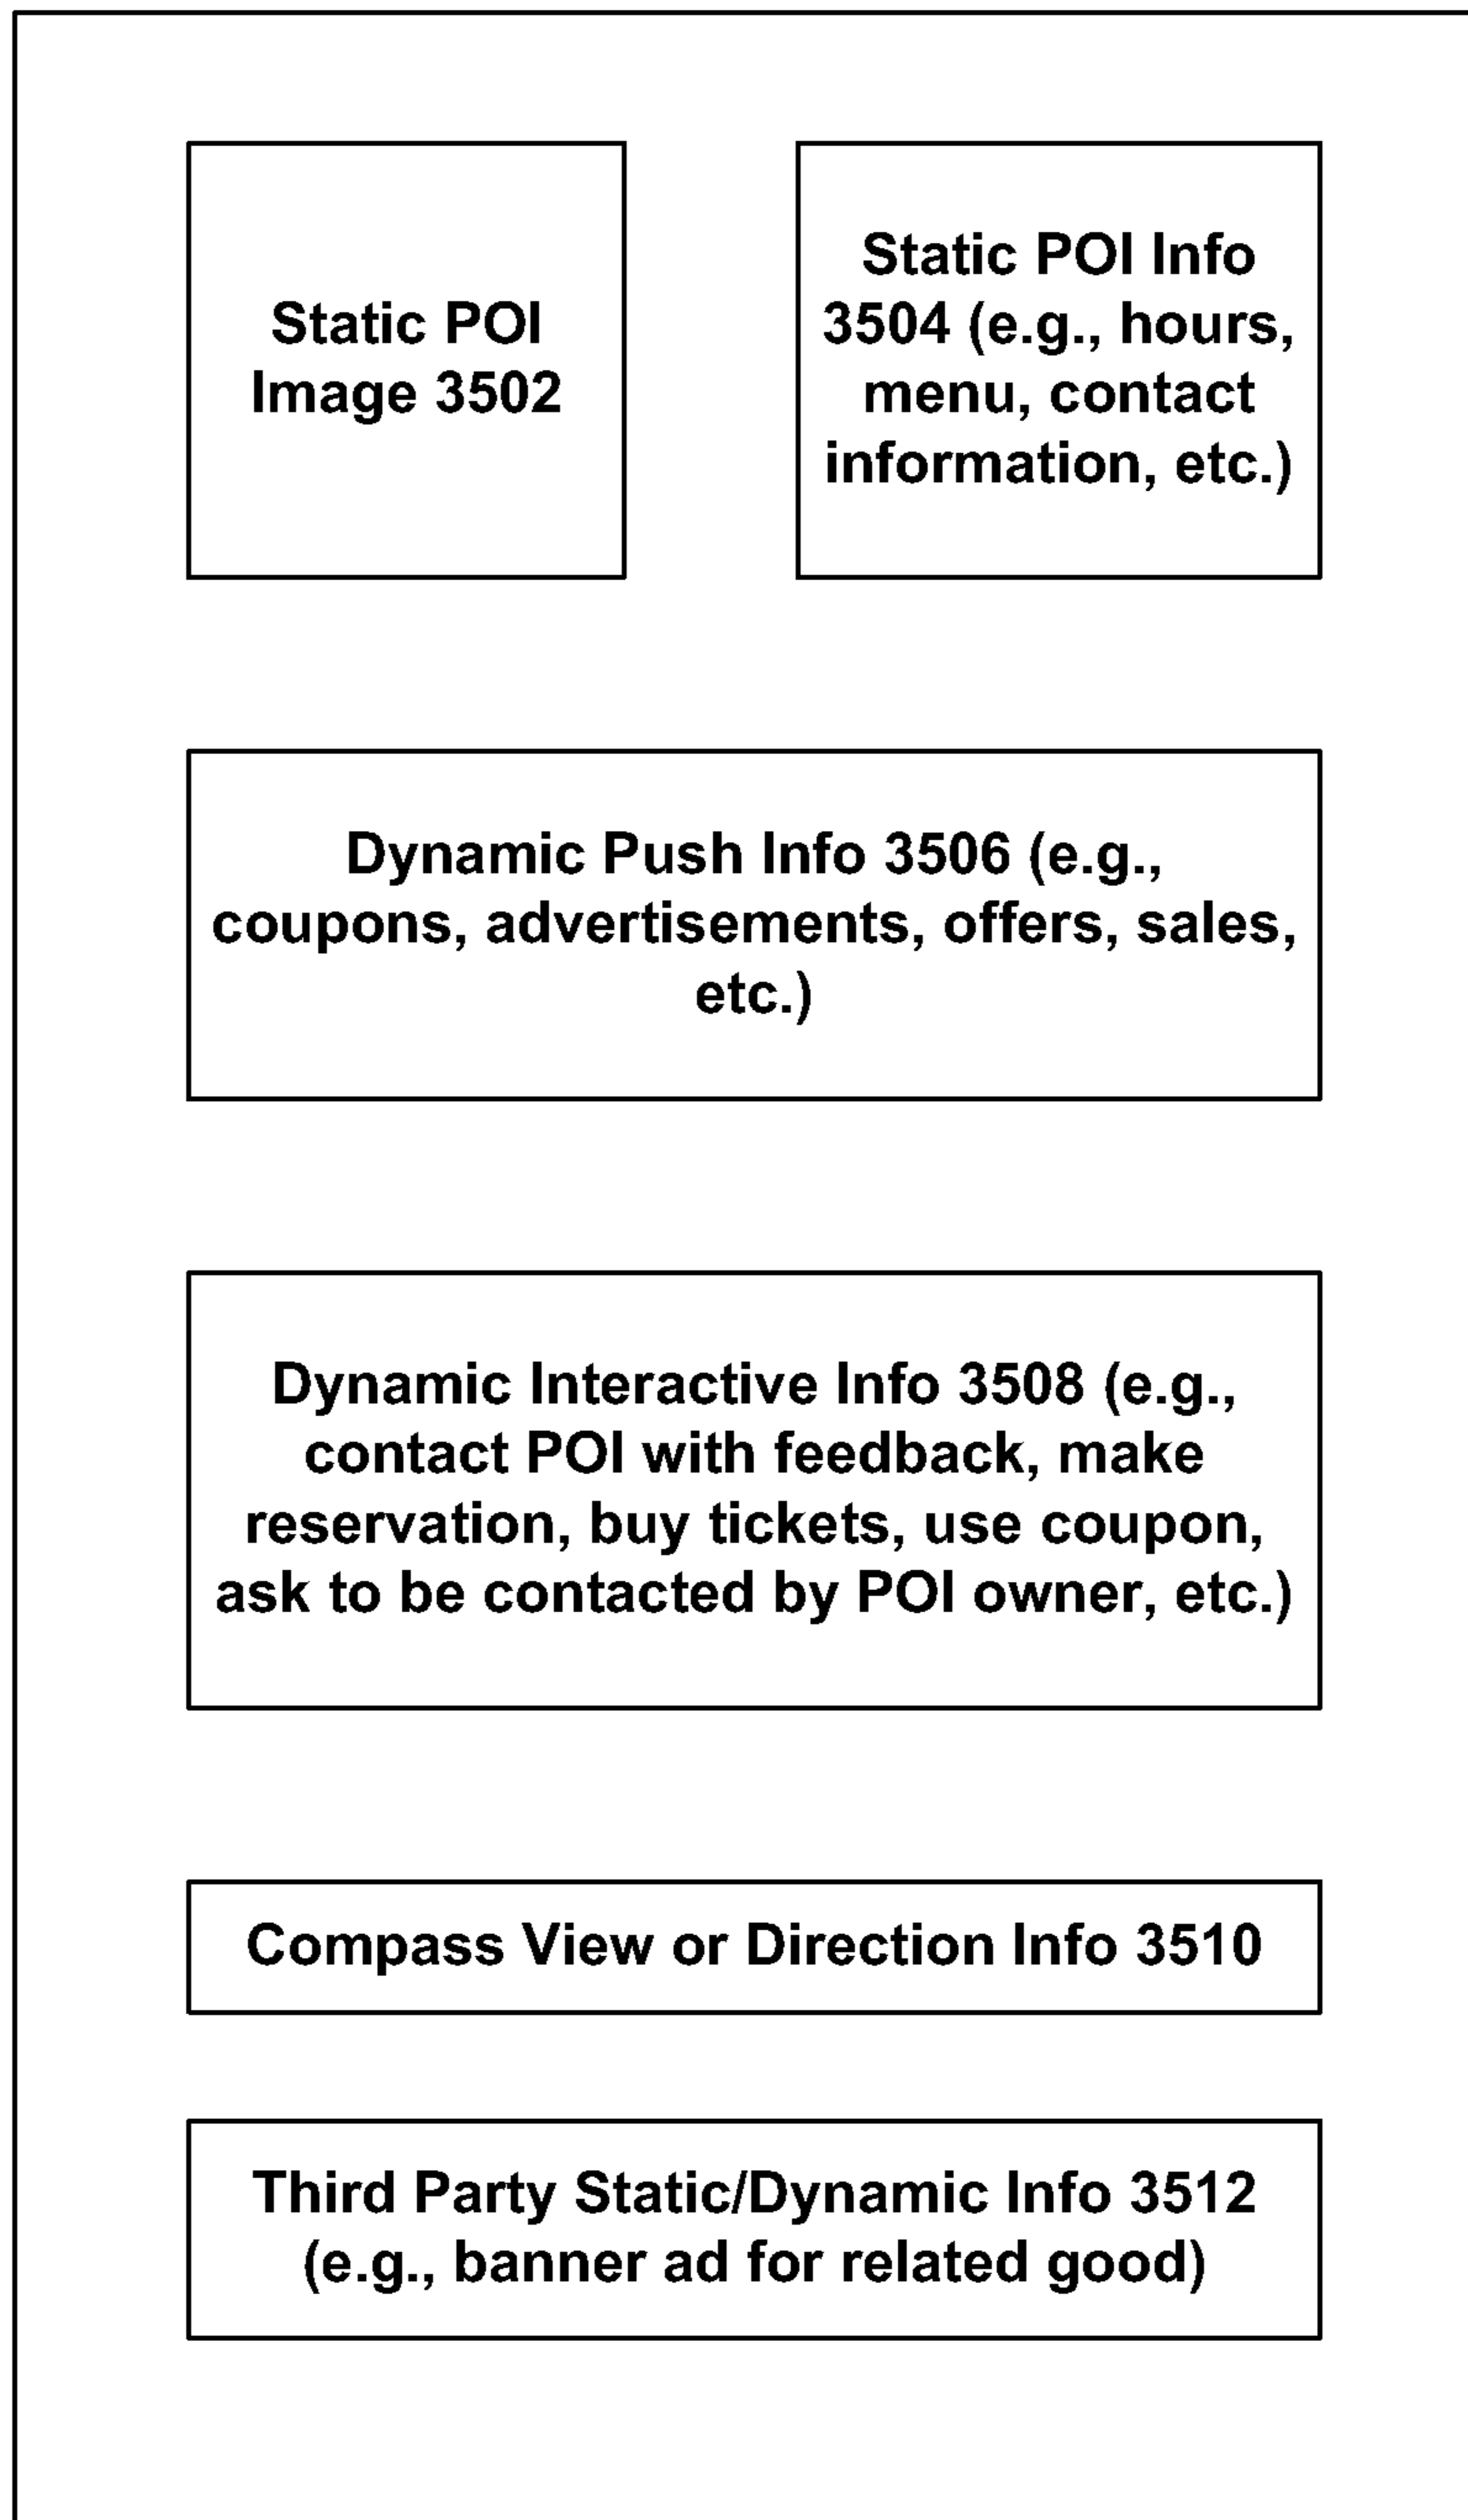 Static POI
Image 3502
Static POI Info
3504 (e.g., hours,
menu, contact
information, etc.)
Dynamic Push Info 3506 (e.g.,
coupons, advertisements, offers, sales,
etc.)
Dynamic Interactive Info 3508 (e.g.,
contact POI with feedback, make
reservation, buy tickets, use coupon,
ask to be contacted by POI owner, etc.)
Compass View or Direction Info 3510
Third Party Static/Dynamic Info 3512
(e.g., banner ad for related good)